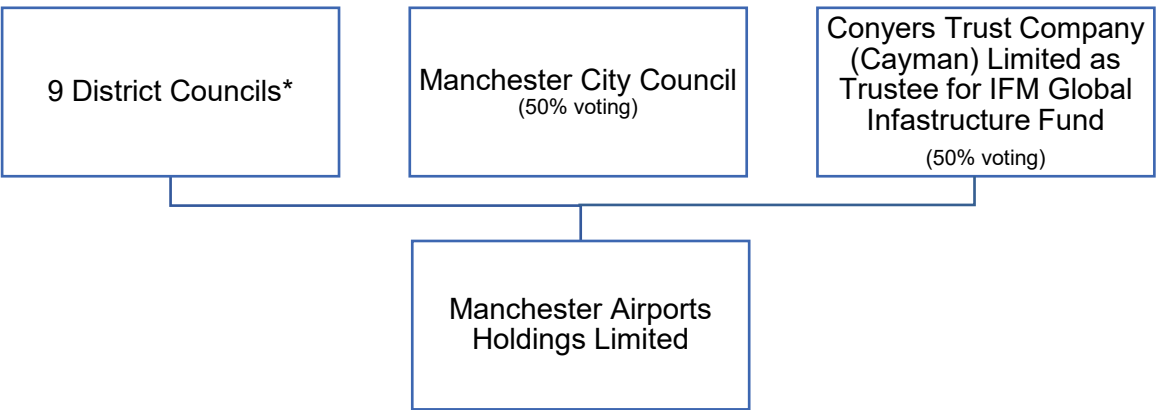 9 District Councils*
Manchester City Council
(50% voting)
Conyers Trust Company
(Cayman) Limited as
Trustee for IFM Global
Infastructure Fund
(50% voting)
Manchester Airports
Holdings Limited